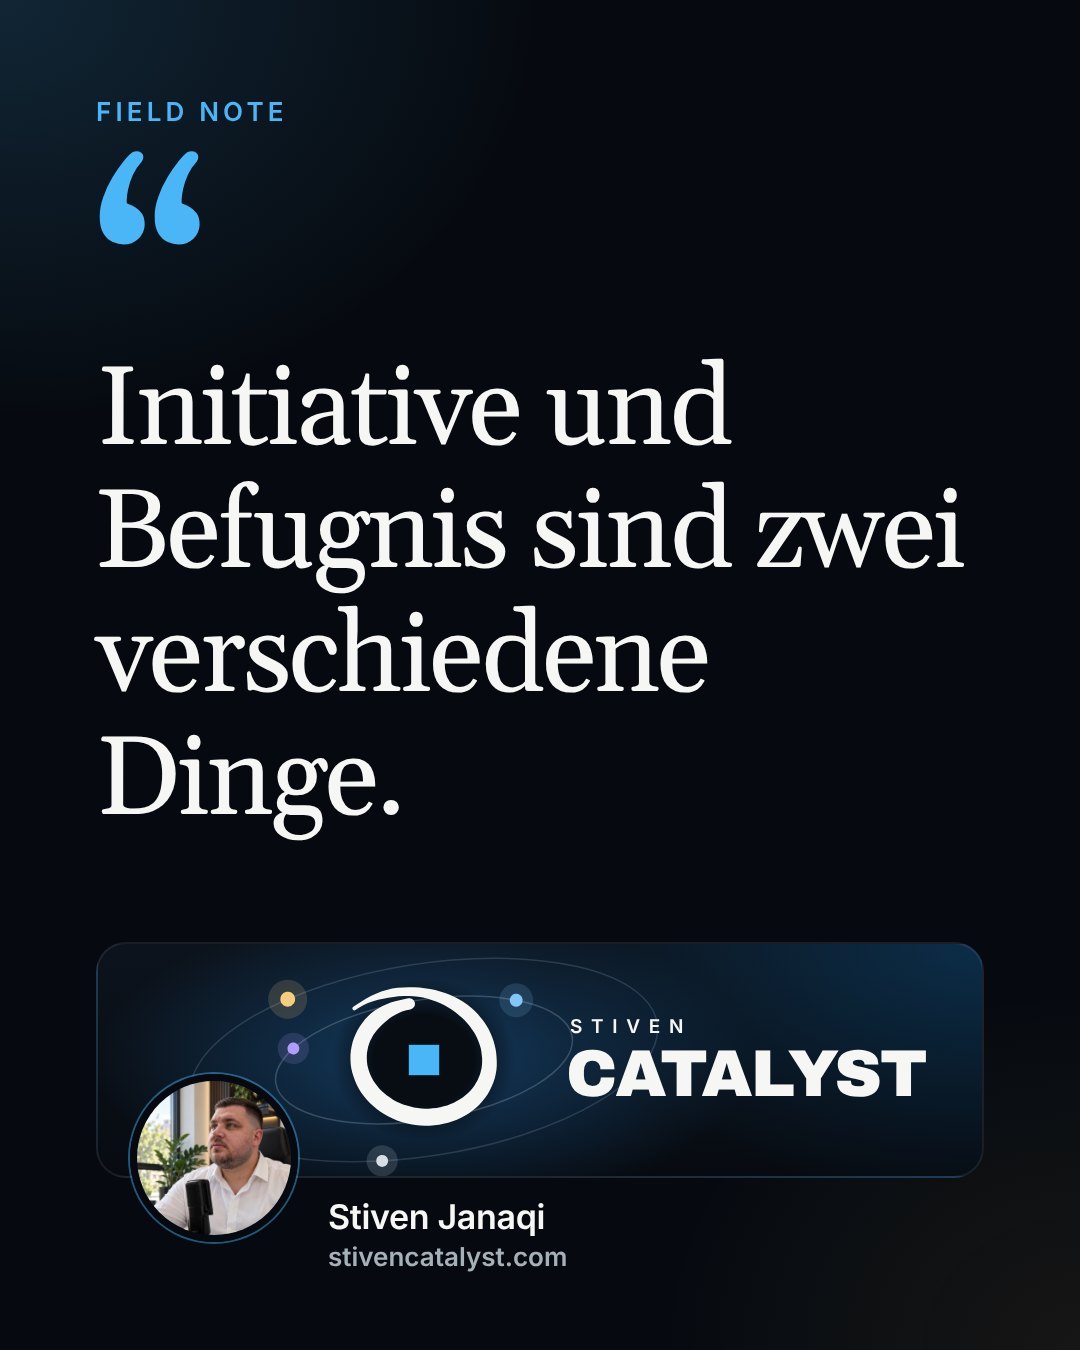 FIELD NOTE
“
Initiative und
Befugnis sind zwei
verschiedene
Dinge.
STIVEN
CATALYST
Stiven Janaqi
stivencatalyst.com